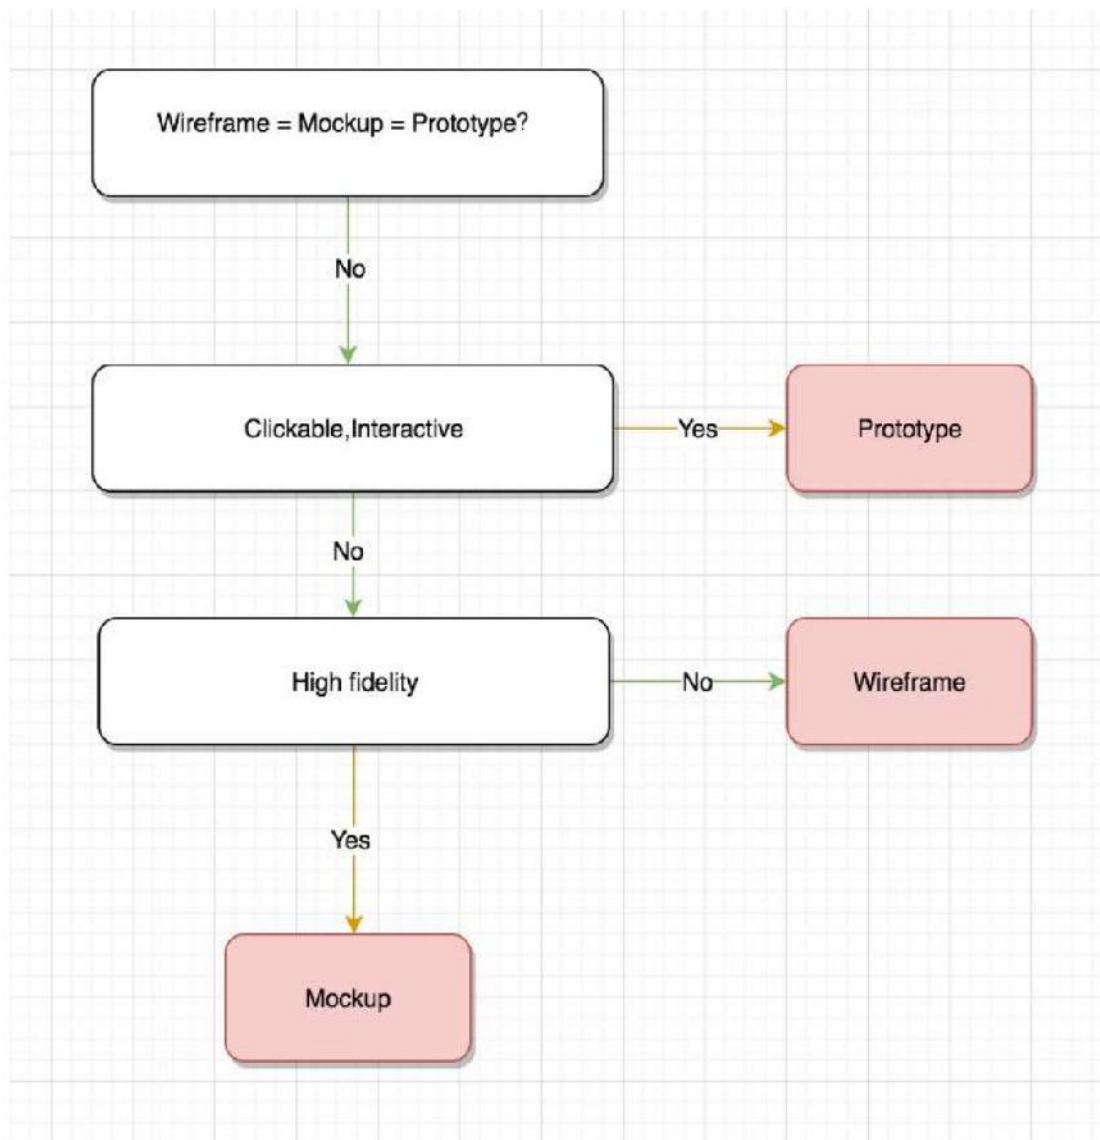 Wireframe = Mockup = Prototype?
No
Clickable,Interactive
Yes
Prototype
No
High fidelity
No
Wireframe
Yes
Mockup